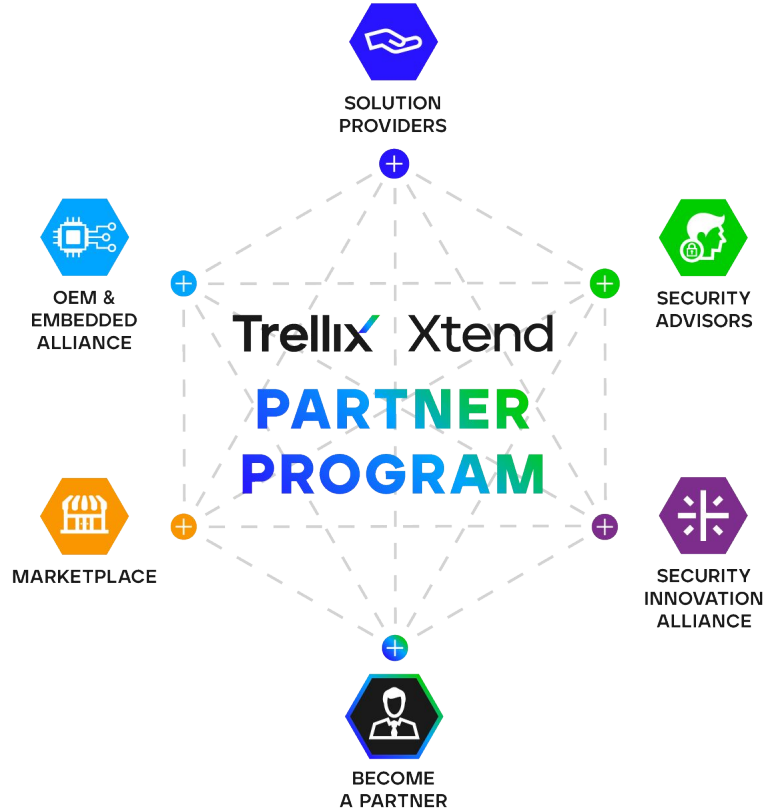 SOLUTION
PROVIDERS
OEM &
EMBEDDED
ALLIANCE
SECURITY
ADVISORS
Trellix Xtend
PARTNER
PROGRAM
MARKETPLACE
SECURITY
INNOVATION
ALLIANCE
BECOME
A PARTNER